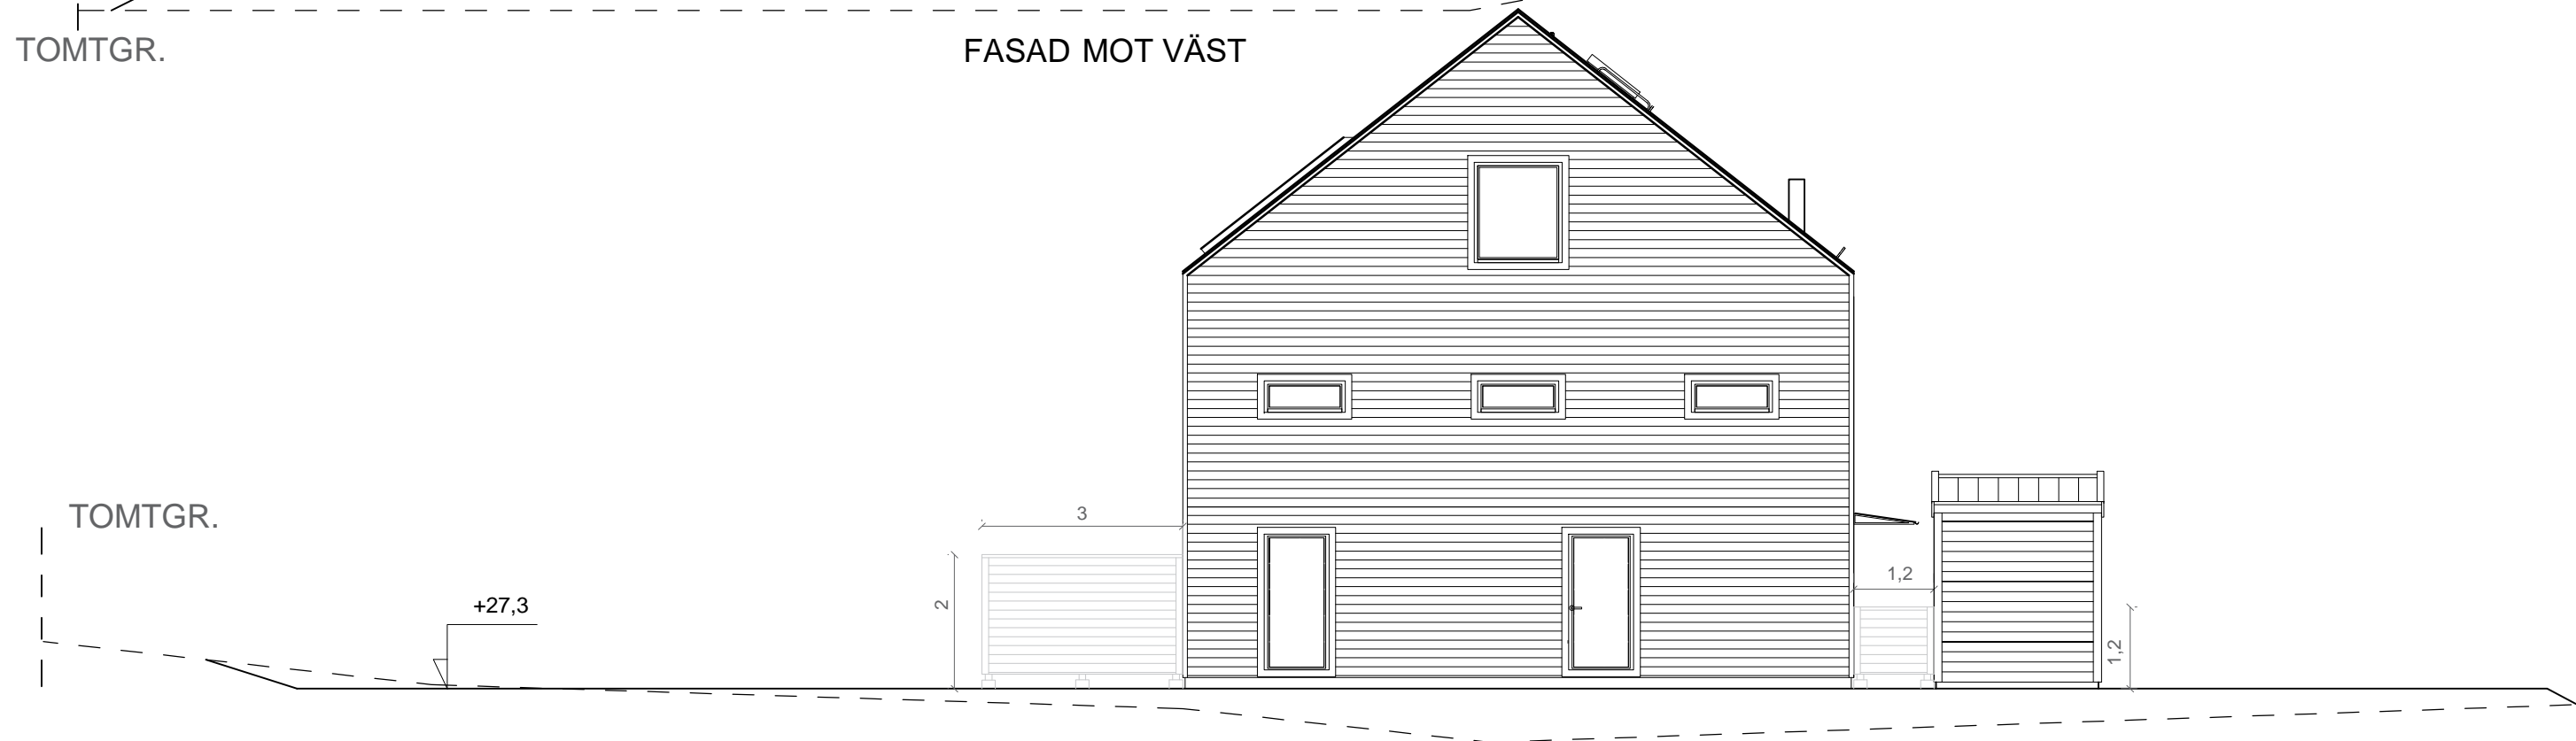 TOMTGR.
FASAD MOT VÄST
TOMTGR.
3
2
+27,3
1,2
1,2